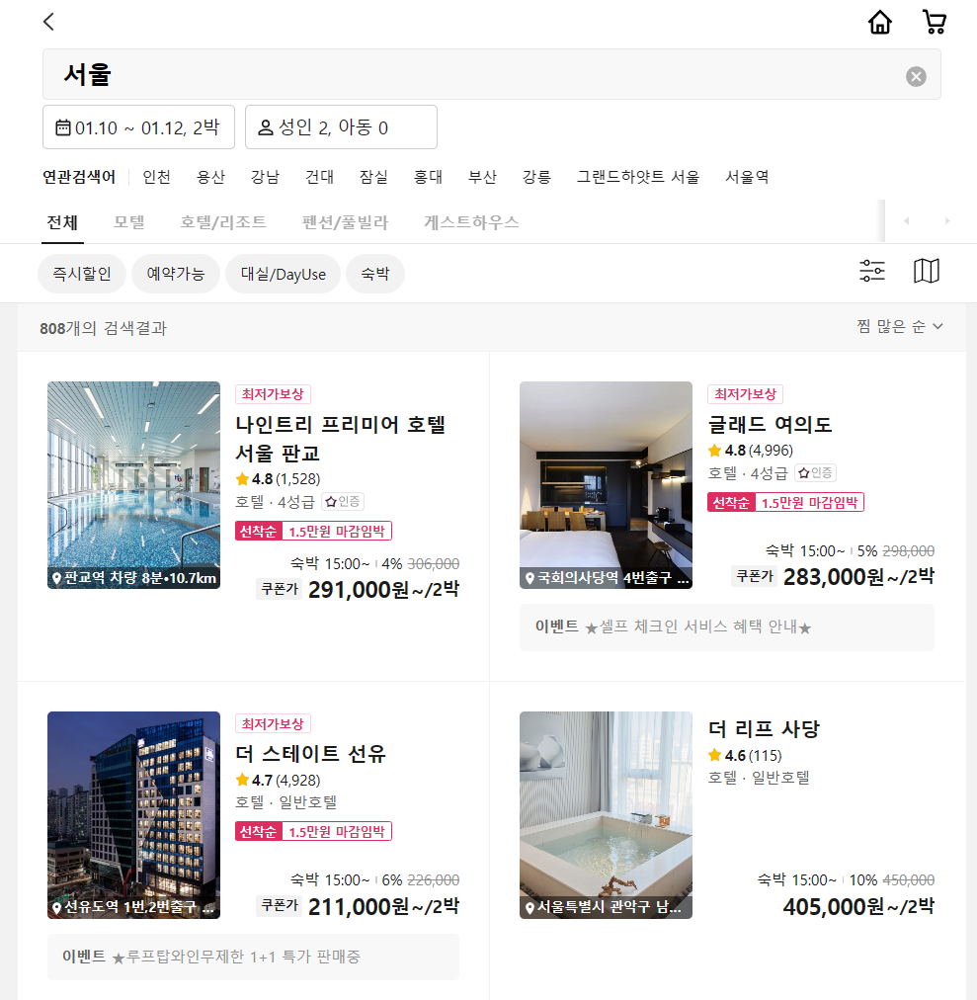 서울
01.10 ~ 01.12, 2박
성인 2, 아동 0
연관검색어 인천 용산 강남 건대 잠실 홍대 부산 강릉 그랜드하얏트 서울 서울역
전체 모텔 호텔/리조트 펜션/풀빌라 게스트하우스
즉시할인 예약가능 대실/DayUse 숙박
808개의 검색결과
찜 많은 순
최저가보상
나인트리 프리미어 호텔
서울 판교
4.8 (1,528)
호텔 · 4성급 인증
선착순 1.5만원 마감임박
판교역 차량 8분•10.7km
숙박 15:00~ 4% 306,000
쿠폰가 291,000원~/2박
최저가보상
글래드 여의도
4.8 (4,996)
호텔 · 4성급 인증
선착순 1.5만원 마감임박
국회의사당역 4번출구 ...
숙박 15:00~ 5% 298,000
쿠폰가 283,000원~/2박
이벤트 ★셀프 체크인 서비스 혜택 안내★
최저가보상
더 스테이트 선유
4.7 (4,928)
호텔 · 일반호텔
선착순 1.5만원 마감임박
선유도역 1번,2번출구 ...
숙박 15:00~ 6% 226,000
쿠폰가 211,000원~/2박
이벤트 ★루프탑와인무제한 1+1 특가 판매중
더 리프 사당
4.6 (115)
호텔 · 일반호텔
서울특별시 관악구 남...
숙박 15:00~ 10% 450,000
405,000원~/2박